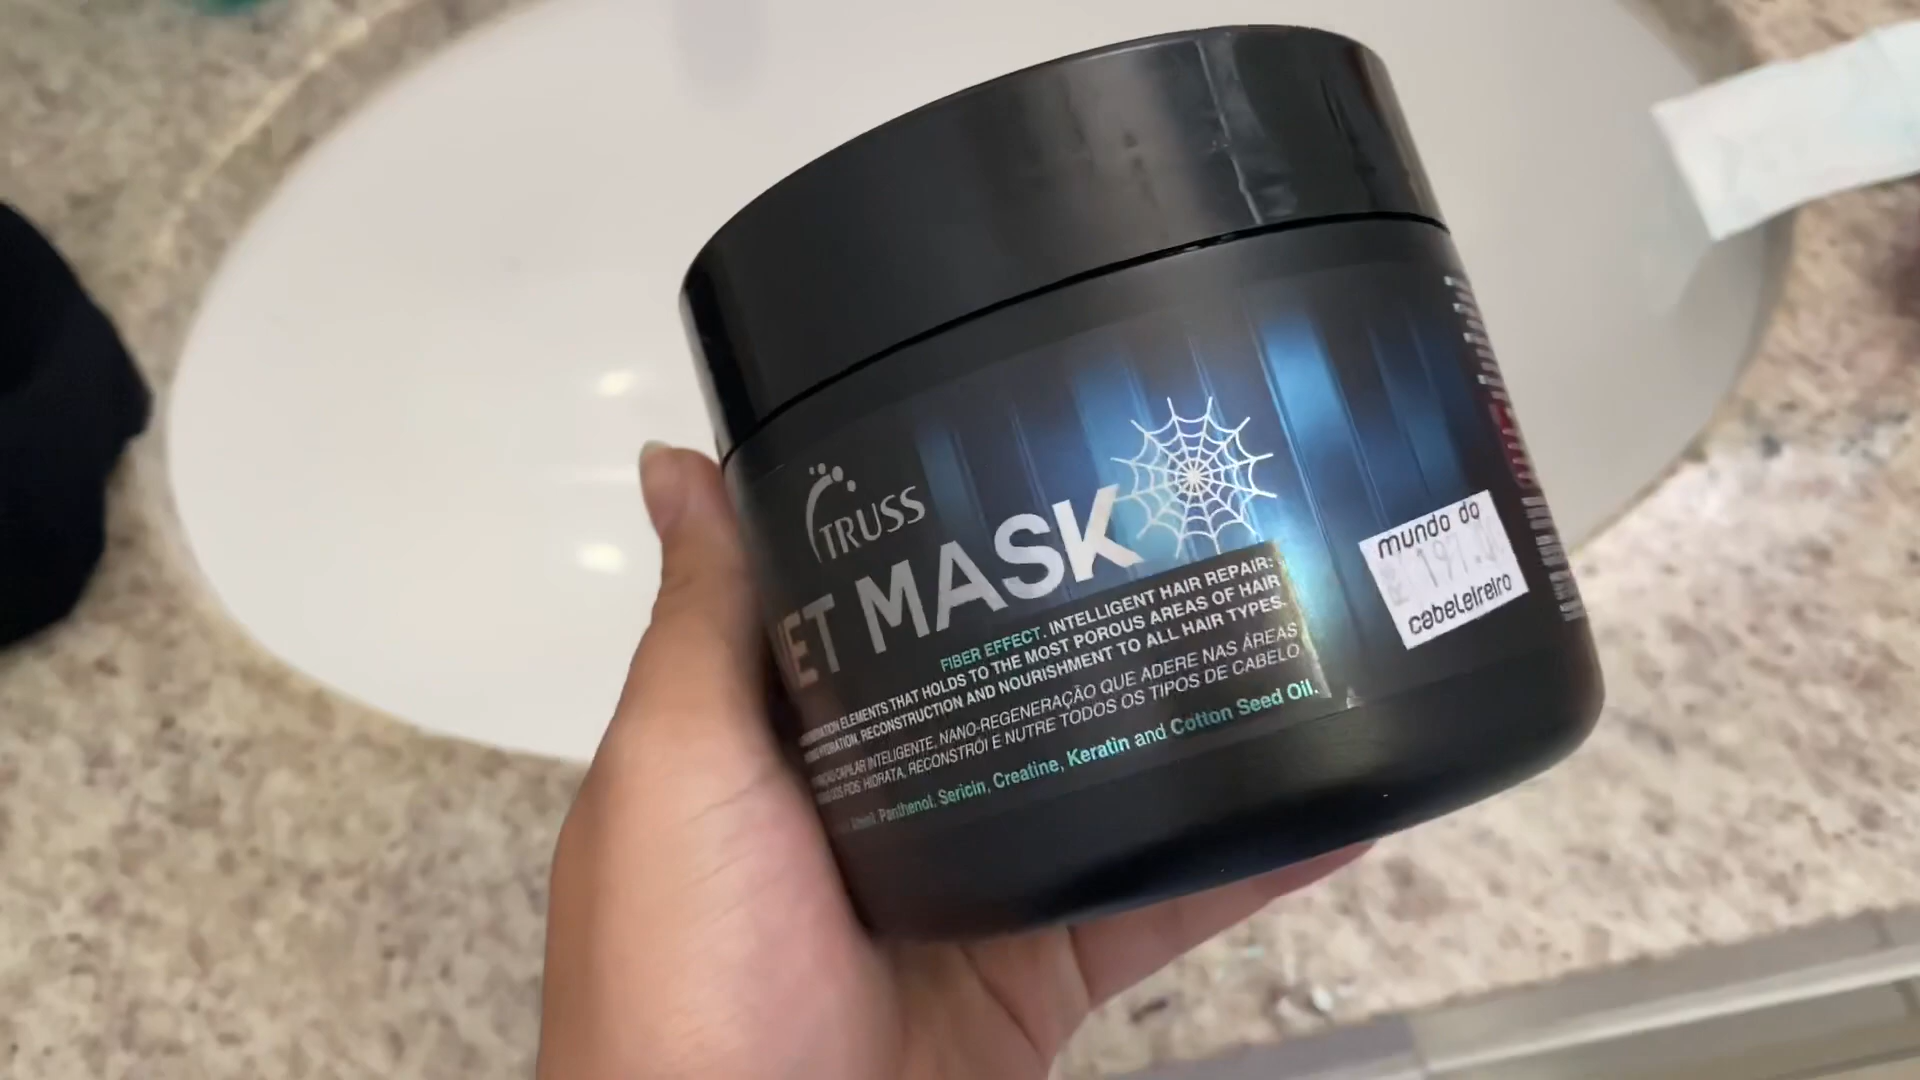 TRUSS
NET MASK
FIBER EFFECT. INTELLIGENT HAIR REPAIR:
ELEMENTS THAT HOLDS TO THE MOST POROUS AREAS OF HAIR
HYDRATION, RECONSTRUCTION AND NOURISHMENT TO ALL HAIR TYPES.
CAPILAR INTELIGENTE, NANO-REGENERAÇÃO QUE ADERE NAS ÁREAS
DOS FIOS: HIDRATA, RECONSTRÓI E NUTRE TODOS OS TIPOS DE CABELO
Panthenol, Sericin, Creatine, Keratin and Cotton Seed Oil.
mundo do
197.
cabeleireiro